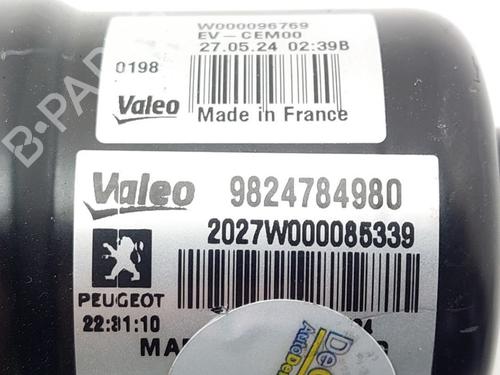 W000096769
EV-CEM00
27.05.24 02:39B
0198
Valeo
Made in France
Valeo 9824784980
2027W000085339
PEUGEOT
22:31:10